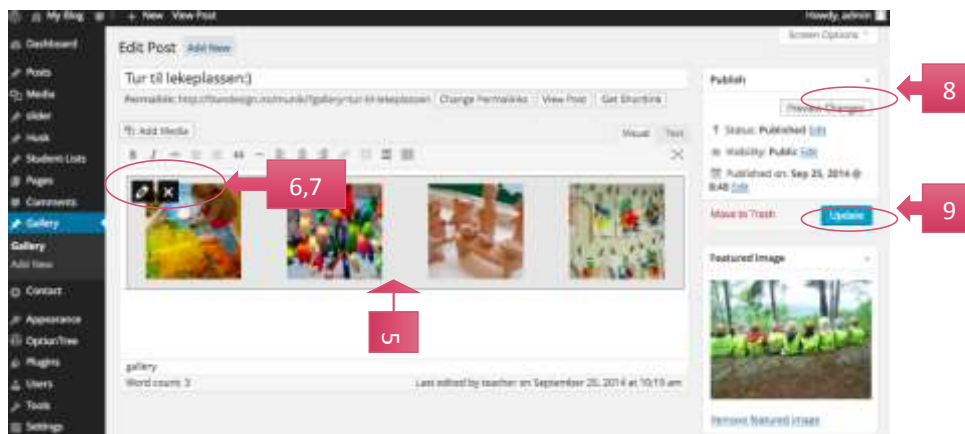 My Blog + New View Post Howdy, admin
Dashboard
Posts
Media
slider
Husk
Student Lists
Pages
Comments
Gallery
Gallery
Add New
Contact
Appearance
OptionTree
Plugins
Users
Tools
Settings
Edit Post Add New
Screen Options
Tur til lekeplassen:)
Change Permalinks View Post Get Shortlink
Add Media
Visual Text
6,7
5
gallery
Word count: 3 Last edited by teacher on September 25, 2014 at 10:19 am
Publish
Preview Changes
8
Status: Published Edit
Visibility: Public Edit
Published on: Sep 25, 2014 @
8:48 Edit
Move to Trash Update
9
Featured Image
Remove featured image